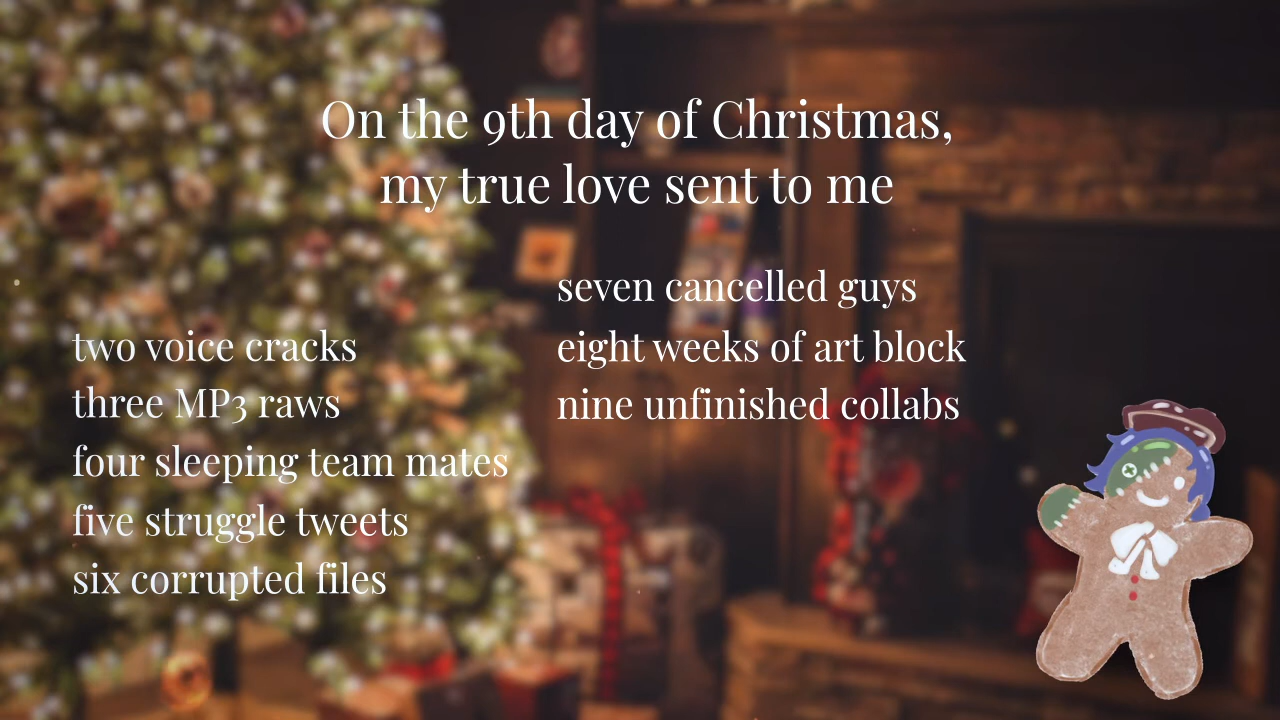 On the 9th day of Christmas,
my true love sent to me
two voice cracks
three MP3 raws
four sleeping team mates
five struggle tweets
six corrupted files
seven cancelled guys
eight weeks of art block
nine unfinished collabs